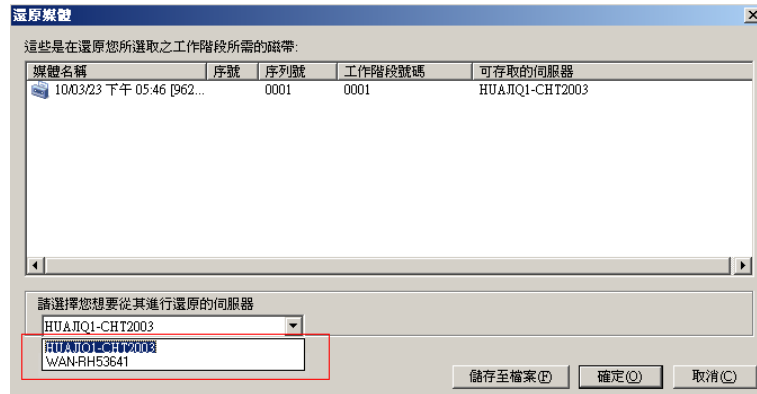 還原媒體
這些是在還原您所選取之工作階段所需的磁帶:
媒體名稱 序號 序列號 工作階段號碼 可存取的伺服器
10/03/23 下午 05:46 [962... 0001 0001 HUAJIQ1-CHT2003
請選擇您想要從其進行還原的伺服器
HUAJIQ1-CHT2003
HUAJIQ1-CHT2003
WAN-RH53641
儲存至檔案(F) 確定(O) 取消(C)